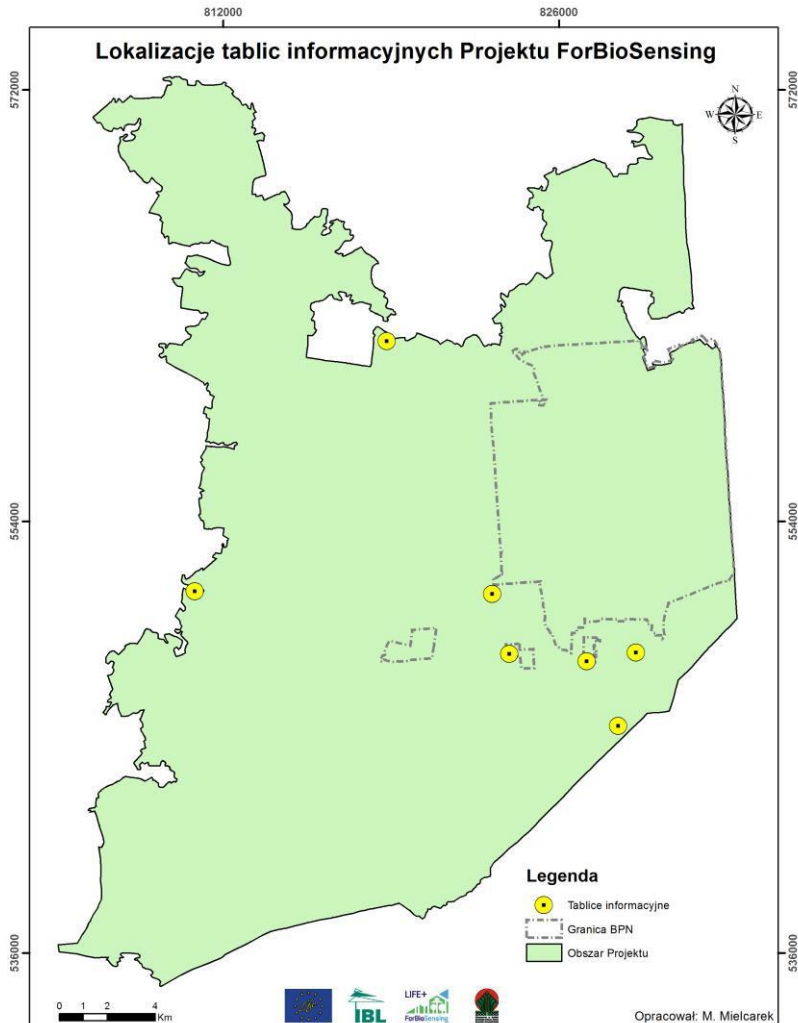 812000
826000
Lokalizacje tablic informacyjnych Projektu ForBioSensing
572000
572000
N
W E
S
554000
554000
Legenda
Tablice informacyjne
Granica BPN
Obszar Projektu
536000
536000
0 1 2 4
Km
IBL
LIFE+
ForBioSensing
Opracował: M. Mielcarek